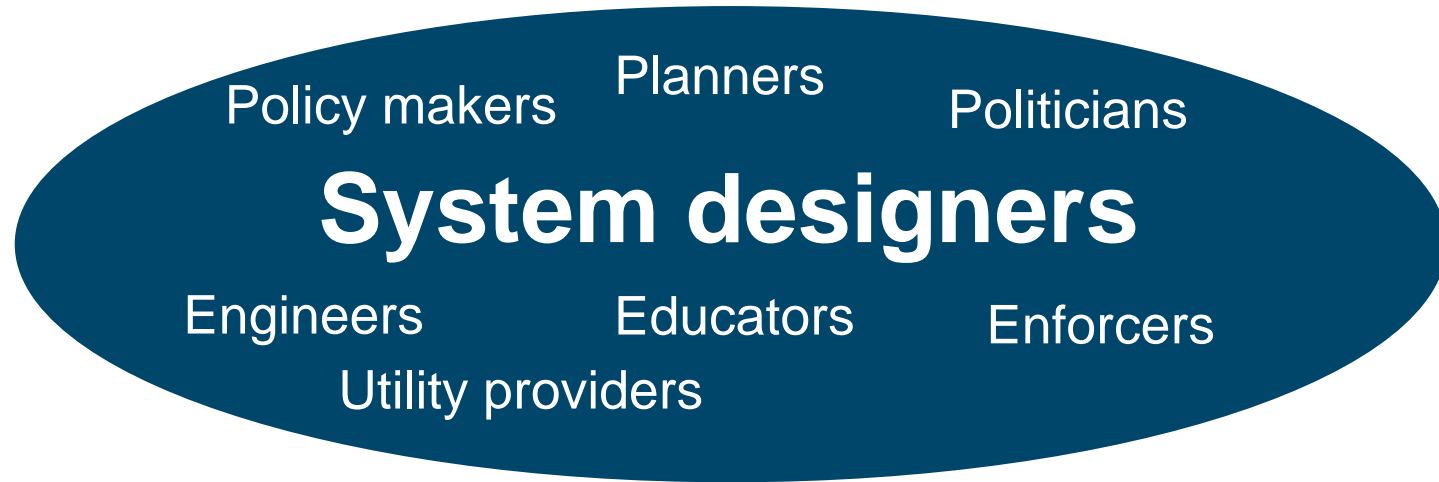 Planners
Policy makers
Politicians
System designers
Engineers
Educators
Enforcers
Utility providers